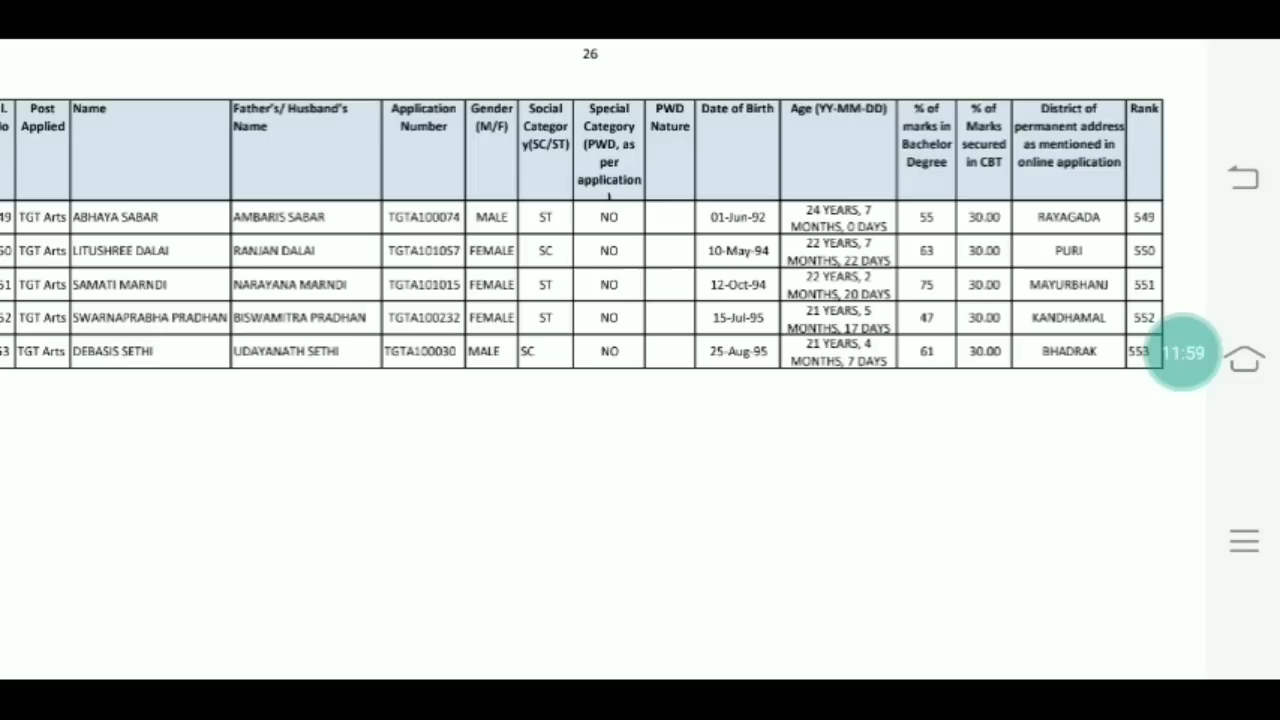 26
l. Post Name Father's/ Husband's Application Gender Social Special PWD Date of Birth Age (YY-MM-DD) % of % of District of Rank
No Applied Name Number (M/F) Categor Category Nature marks in Marks permanent address
y(SC/ST) (PWD, as Bachelor secured as mentioned in
per Degree in CBT online application
application
)
49 TGT Arts ABHAYA SABAR AMBARIS SABAR TGTA100074 MALE ST NO 01-Jun-92 24 YEARS, 7 MONTHS, 0 DAYS 55 30.00 RAYAGADA 549
50 TGT Arts LITUSHREE DALAI RANJAN DALAI TGTA101057 FEMALE SC NO 10-May-94 22 YEARS, 7 MONTHS, 22 DAYS 63 30.00 PURI 550
51 TGT Arts SAMATI MARNDI NARAYANA MARNDI TGTA101015 FEMALE ST NO 12-Oct-94 22 YEARS, 2 MONTHS, 20 DAYS 75 30.00 MAYURBHANJ 551
52 TGT Arts SWARNAPRABHA PRADHAN BISWAMITRA PRADHAN TGTA100232 FEMALE ST NO 15-Jul-95 21 YEARS, 5 MONTHS, 17 DAYS 47 30.00 KANDHAMAL 552
53 TGT Arts DEBASIS SETHI UDAYANATH SETHI TGTA100030 MALE SC NO 25-Aug-95 21 YEARS, 4 MONTHS, 7 DAYS 61 30.00 BHADRAK 553
11:59